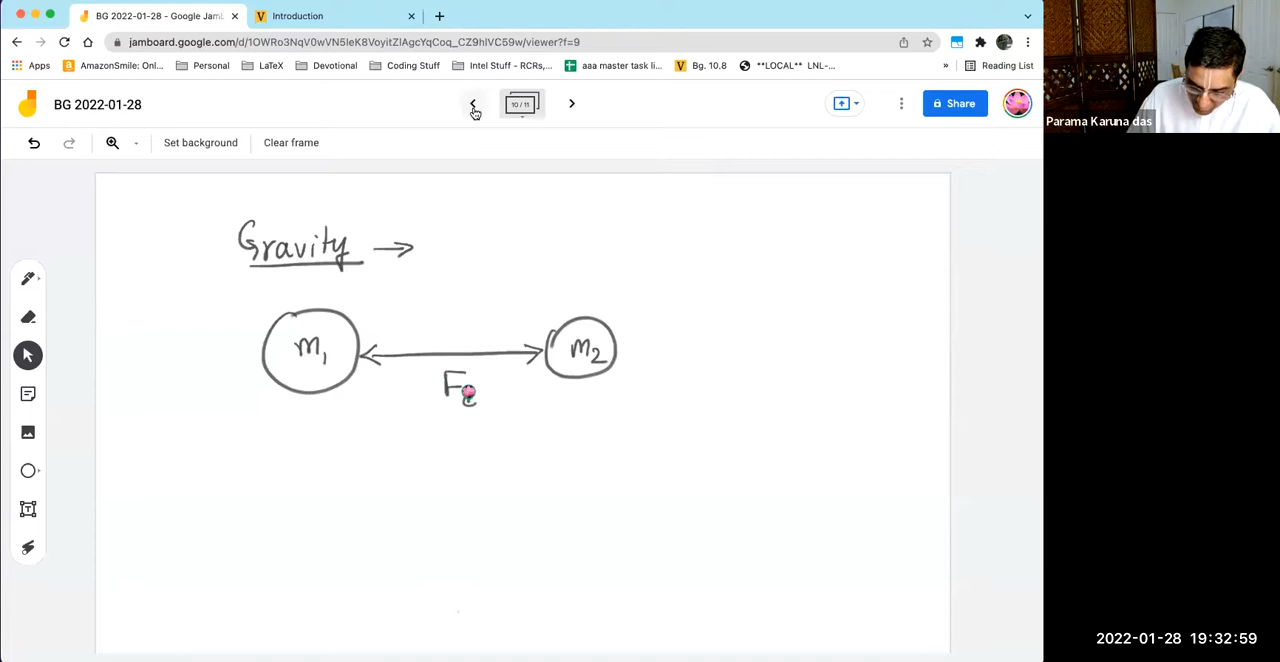 BG 2022-01-28 - Google Jam
Introduction
jamboard.google.com/d/1OWRo3NqV0wVN5IeK8VoyitZIAgcYqCoq_CZ9hIVC59w/viewer?f=9
Apps
AmazonSmile: Onl...
Personal
LaTeX
Devotional
Coding Stuff
Intel Stuff - RCRs,...
aaa master task li...
Bg. 10.8
**LOCAL** LNL-...
»
Reading List
BG 2022-01-28
10 / 11
Share
Set background
Clear frame
Parama Karuna das
Gravity →
m₁
m₂
F
2022-01-28 19:32:59